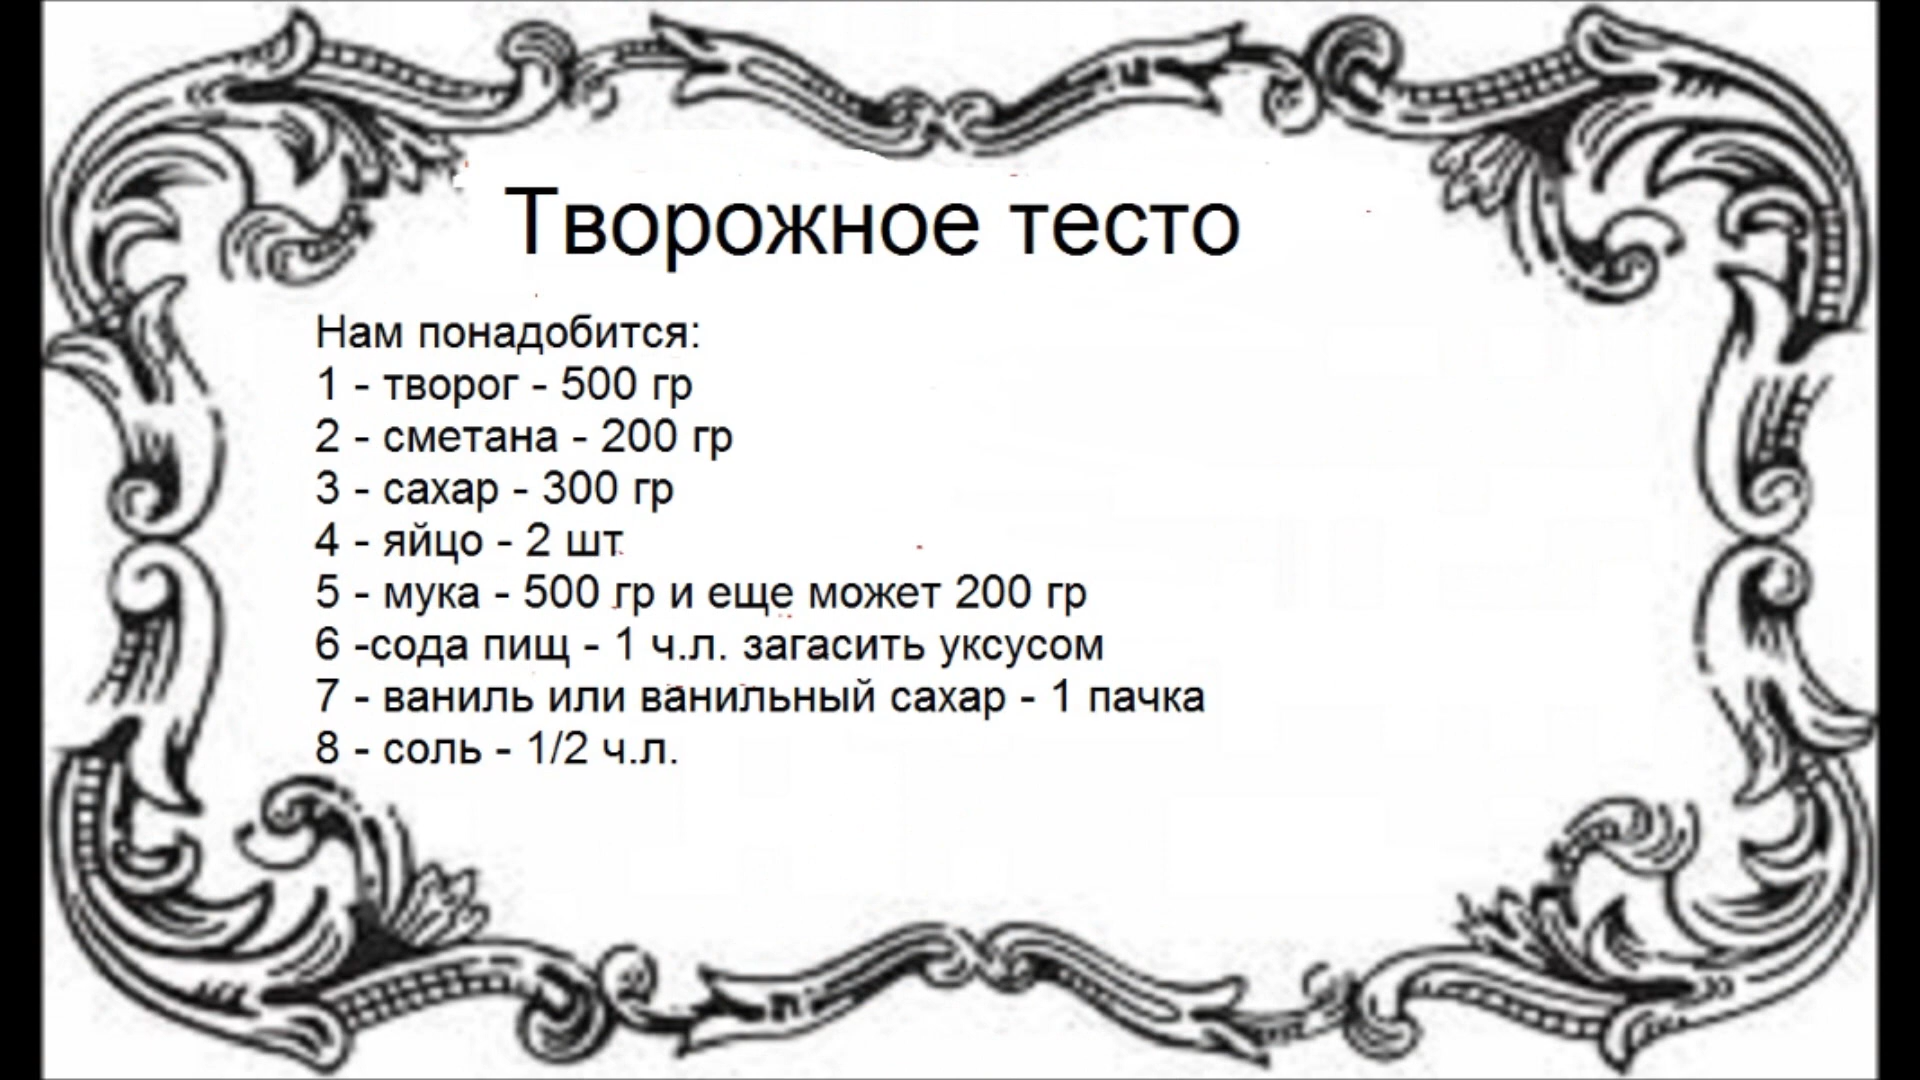 Творожное тесто
Нам понадобится:
1 - творог - 500 гр
2 - сметана - 200 гр
3 - сахар - 300 гр
4 - яйцо - 2 шт
5 - мука - 500 гр и еще может 200 гр
6 -сода пищ - 1 ч.л. загасить уксусом
7 - ваниль или ванильный сахар - 1 пачка
8 - соль - 1/2 ч.л.